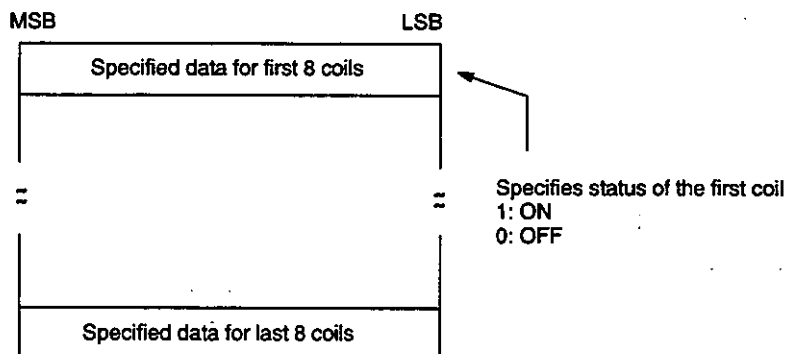 MSB
LSB
Specified data for first 8 coils
Specifies status of the first coil
1: ON
0: OFF
Specified data for last 8 coils